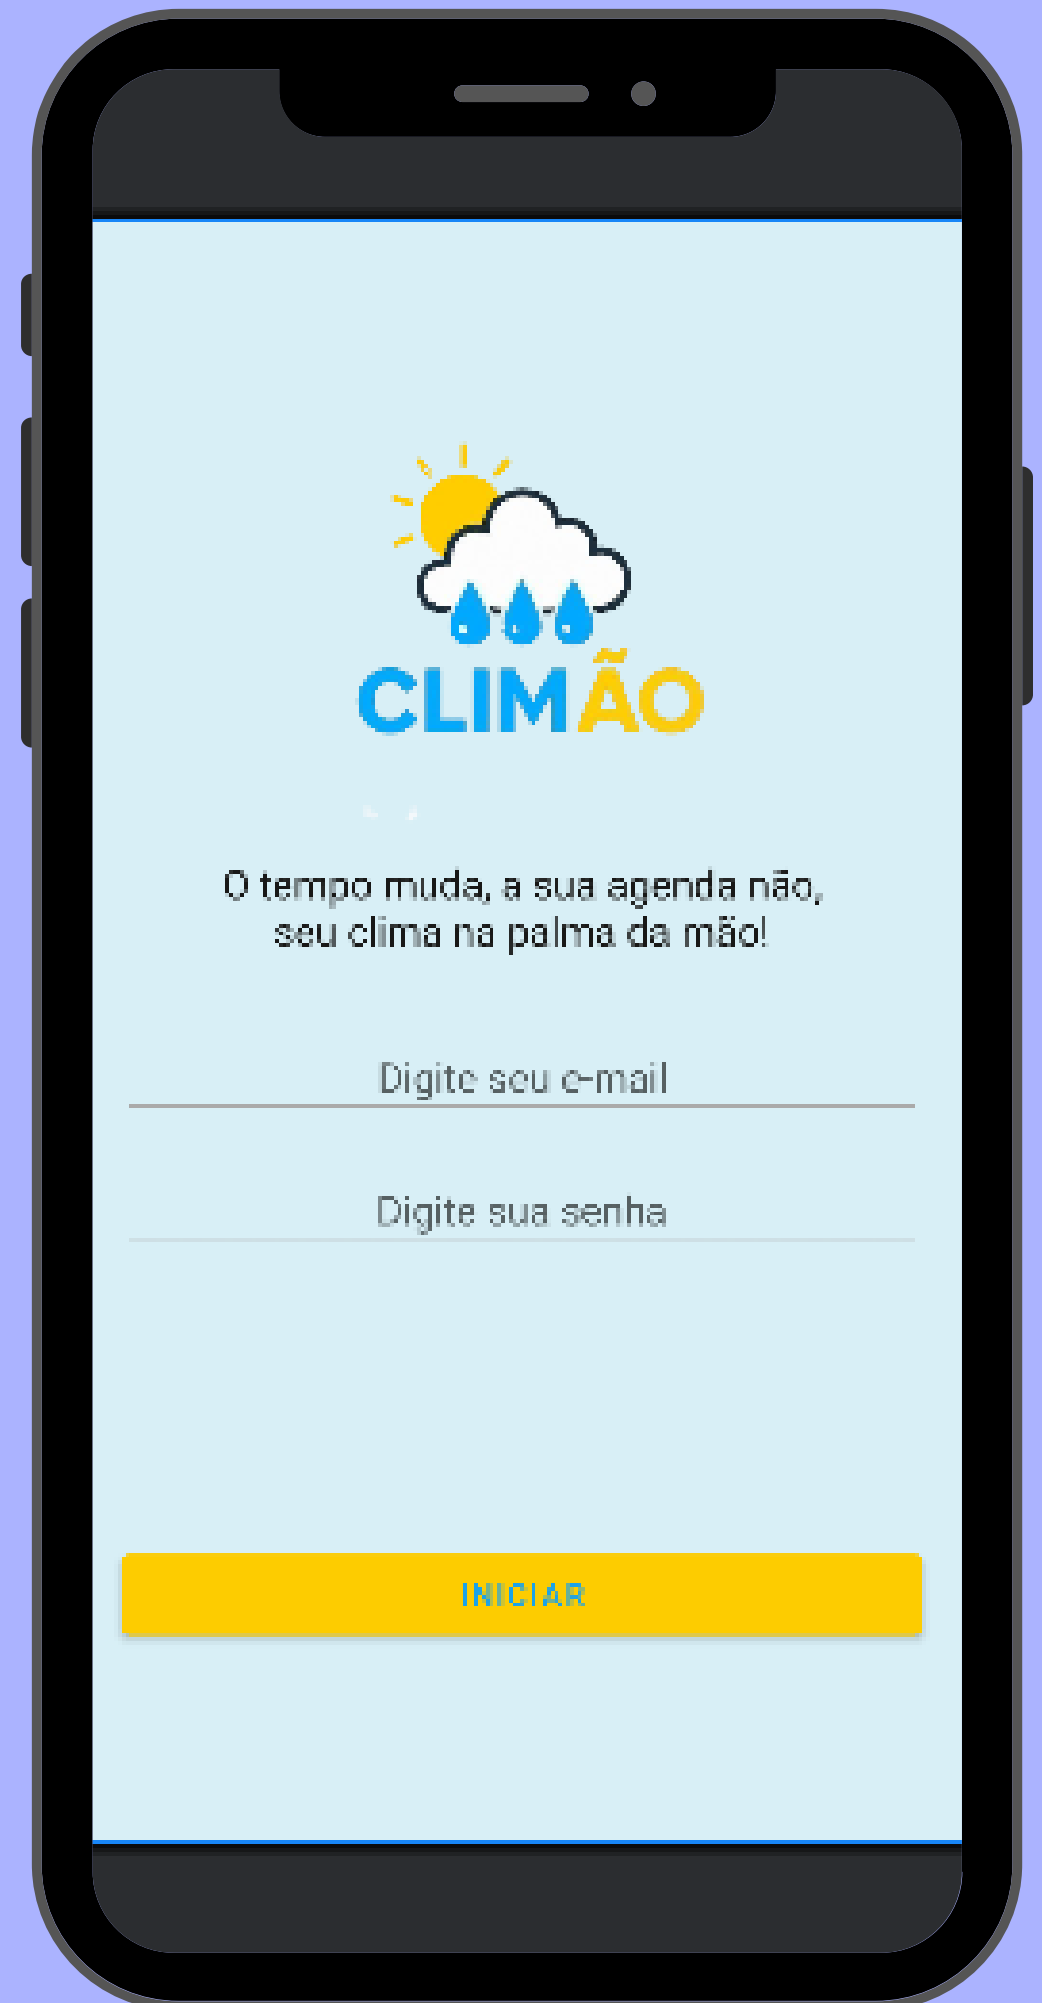 CLIMÃO
O tempo muda, a sua agenda não,
seu clima na palma da mão!
Digite seu e-mail
Digite sua senha
INICIAR